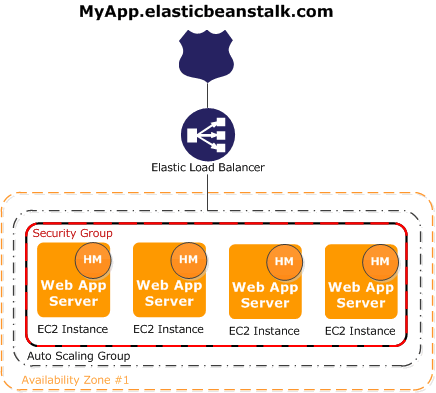 MyApp.elasticbeanstalk.com
Elastic Load Balancer
Security Group
HM
HM
HM
HM
Web App
Server
Web App
Server
Web App
Server
Web App
Server
EC2 Instance
EC2 Instance
EC2 Instance
EC2 Instance
Auto Scaling Group
Availability Zone #1